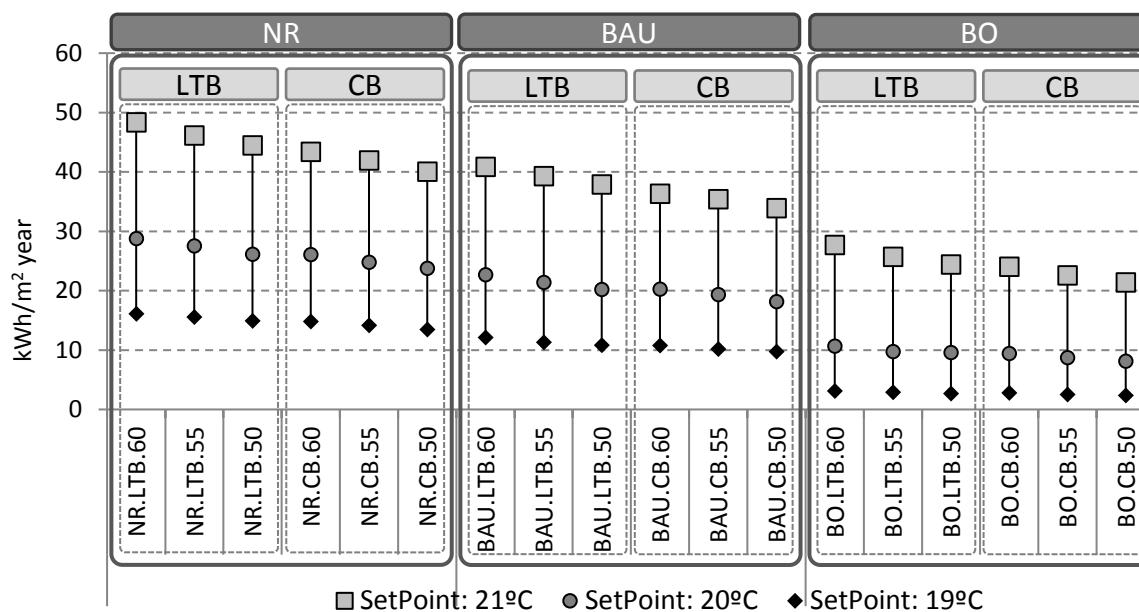 NR BAU BO
LTB CB LTB CB LTB CB
60
50
40
30
20
10
0
kWh/m² year
NR.LTB.60
NR.LTB.55
NR.LTB.50
NR.CB.60
NR.CB.55
NR.CB.50
BAU.LTB.60
BAU.LTB.55
BAU.LTB.50
BAU.CB.60
BAU.CB.55
BAU.CB.50
BO.LTB.60
BO.LTB.55
BO.LTB.50
BO.CB.60
BO.CB.55
BO.CB.50
SetPoint: 21ºC SetPoint: 20ºC SetPoint: 19ºC